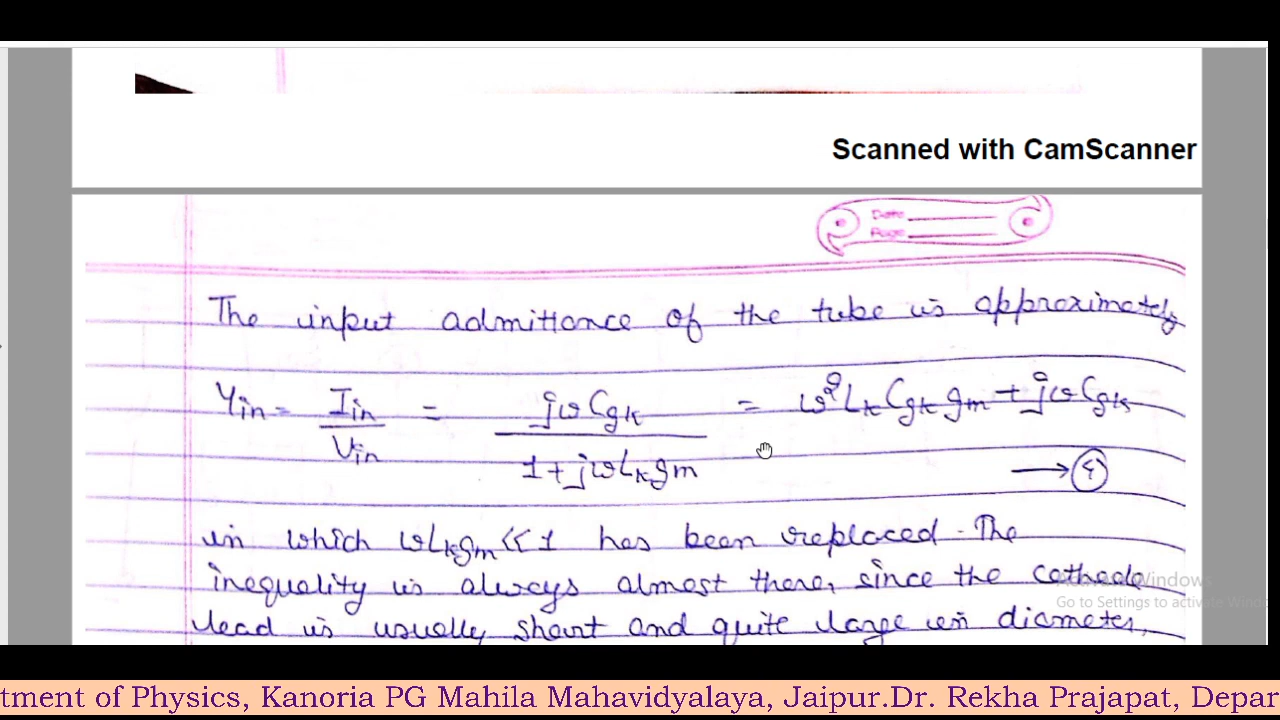 Scanned with CamScanner
Date
Page
The input admittance of the tube is approximately
Yin = Iin / Vin = jωCgk / 1 + jωLkgm = ω²LkCgkgm + jωCgk
→ (4)
in which ωLkgm << 1 has been replaced. The
inequality is always almost there, since the cathode
lead is usually short and quite large in diameter,
Activate Windows
Go to Settings to activate Wind
tment of Physics, Kanoria PG Mahila Mahavidyalaya, Jaipur.Dr. Rekha Prajapat, Depar